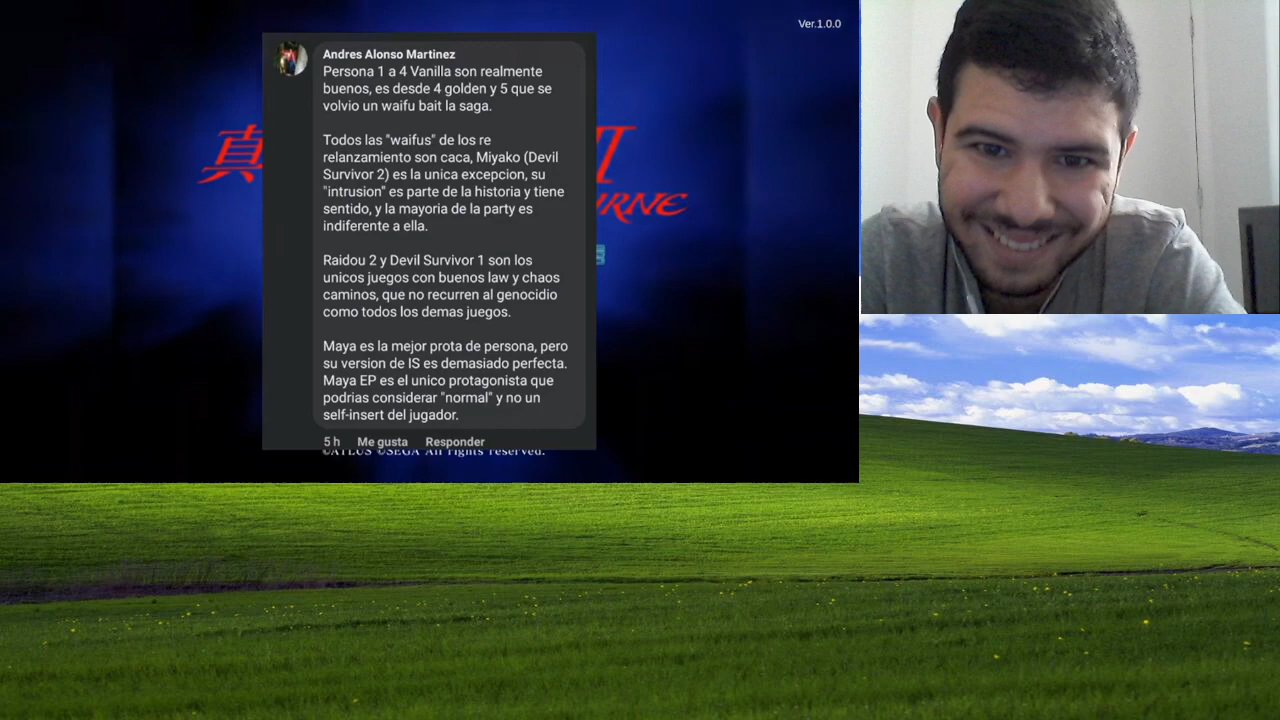 Ver.1.0.0
Andres Alonso Martinez
Persona 1 a 4 Vanilla son realmente
buenos, es desde 4 golden y 5 que se
volvio un waifu bait la saga.
Todos las "waifus" de los re
relanzamiento son caca, Miyako (Devil
Survivor 2) es la unica excepcion, su
"intrusion" es parte de la historia y tiene
sentido, y la mayoria de la party es
indiferente a ella.
Raidou 2 y Devil Survivor 1 son los
unicos juegos con buenos law y chaos
caminos, que no recurren al genocidio
como todos los demas juegos.
Maya es la mejor prota de persona, pero
su version de IS es demasiado perfecta.
Maya EP es el unico protagonista que
podrias considerar "normal" y no un
self-insert del jugador.
5 h Me gusta Responder
真
©ATLUS ©SEGA All rights reserved.